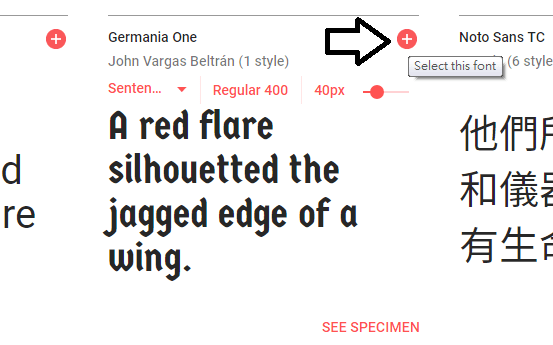 Germania One
John Vargas Beltrán (1 style)
Senten...
Regular 400
40px
A red flare
silhouetted the
jagged edge of a
wing.
SEE SPECIMEN
Select this font
Noto Sans TC
(6 style
他們
和儀
有生
d
re